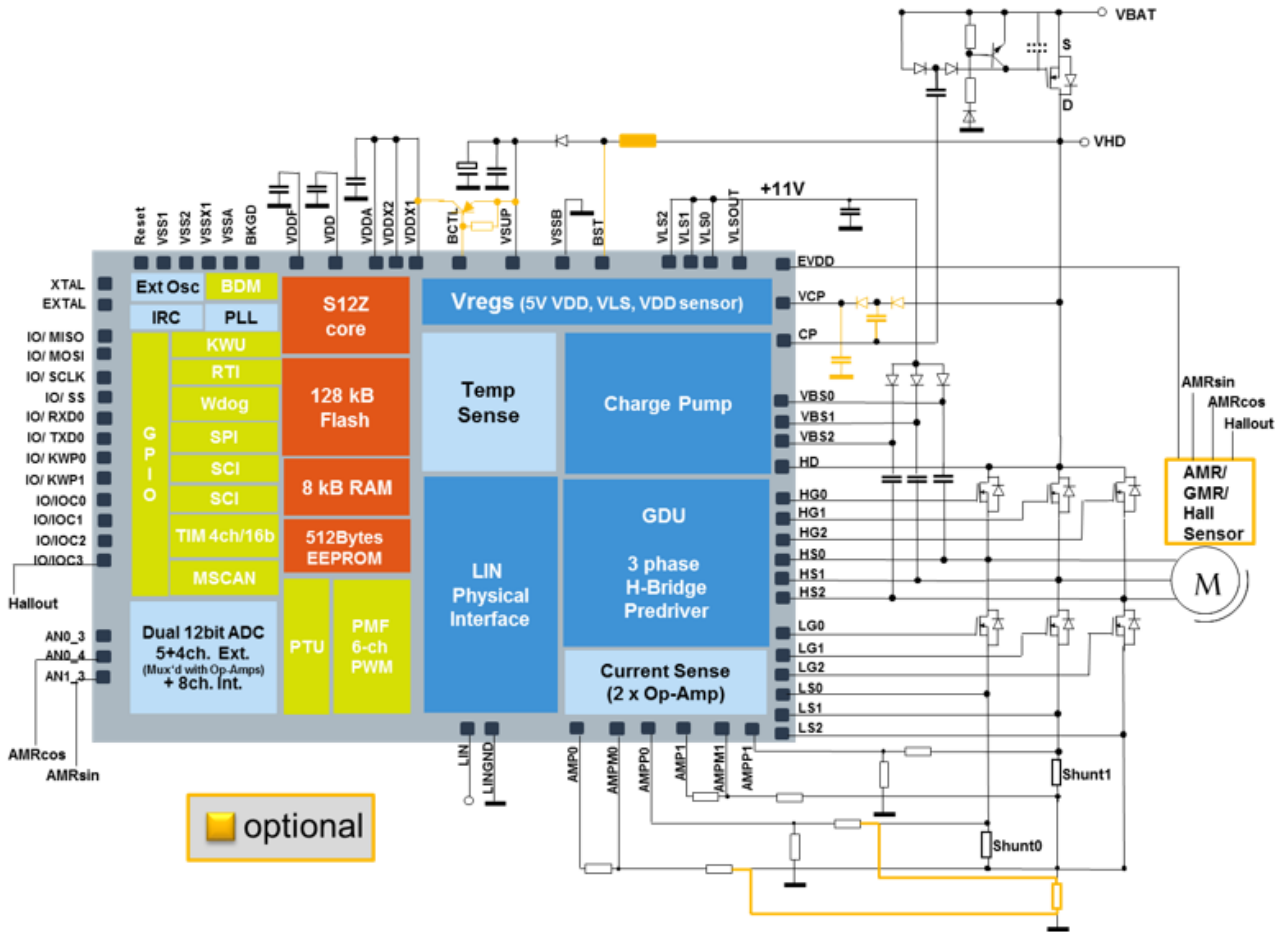 VBAT
S
D
VHD
+11V
Reset
VSS1
VSS2
VSSX1
VSSA
BKGD
VDDF
VDD
VDDA
VDDX2
VDDX1
BCTL
VSUP
VSSB
BST
VLS2
VLS1
VLS0
VLSOUT
XTAL
EXTAL
IO/ MISO
IO/ MOSI
IO/ SCLK
IO/ SS
IO/ RXD0
IO/ TXD0
IO/ KWP0
IO/ KWP1
IO/IOC0
IO/IOC1
IO/IOC2
IO/IOC3
Hallout
AN0_3
AN0_4
AN1_3
AMRcos
AMRsin
Ext Osc
BDM
IRC
PLL
GPIO
KWU
RTI
Wdog
SPI
SCI
SCI
TIM 4ch/16b
MSCAN
Dual 12bit ADC
5+4ch. Ext.
(Mux'd with Op-Amps)
+ 8ch. Int.
S12Z
core
128 kB
Flash
8 kB RAM
512Bytes
EEPROM
PTU
PMF
6-ch
PWM
Vregs (5V VDD, VLS, VDD sensor)
Temp
Sense
Charge Pump
LIN
Physical
Interface
GDU
3 phase
H-Bridge
Predriver
Current Sense
(2 x Op-Amp)
EVDD
VCP
CP
VBS0
VBS1
VBS2
HD
HG0
HG1
HG2
HS0
HS1
HS2
LG0
LG1
LG2
LS0
LS1
LS2
AMRsin
AMRcos
Hallout
AMR/
GMR/
Hall
Sensor
M
LIN
LINGND
AMP0
AMPM0
AMPP0
AMP1
AMPM1
AMPP1
Shunt1
Shunt0
optional